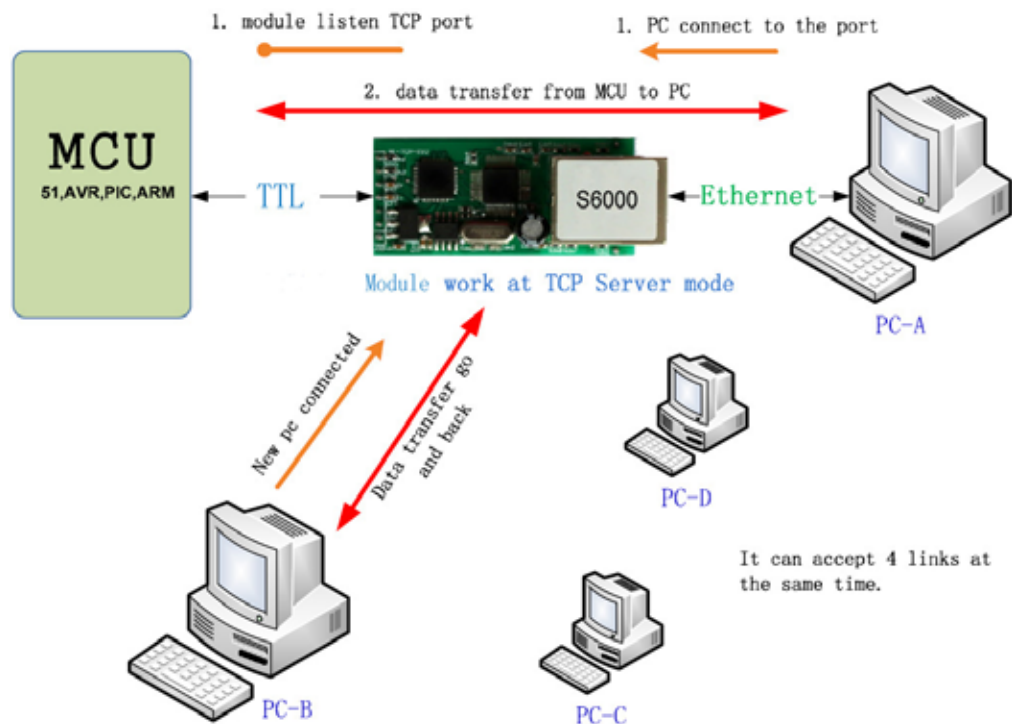 1. module listen TCP port
1. PC connect to the port
2. data transfer from MCU to PC
MCU
51,AVR,PIC,ARM
TTL
S6000
Ethernet
Module work at TCP Server mode
PC-A
New pc connected
Data transfer go
and back
PC-D
It can accept 4 links at
the same time.
PC-B
PC-C